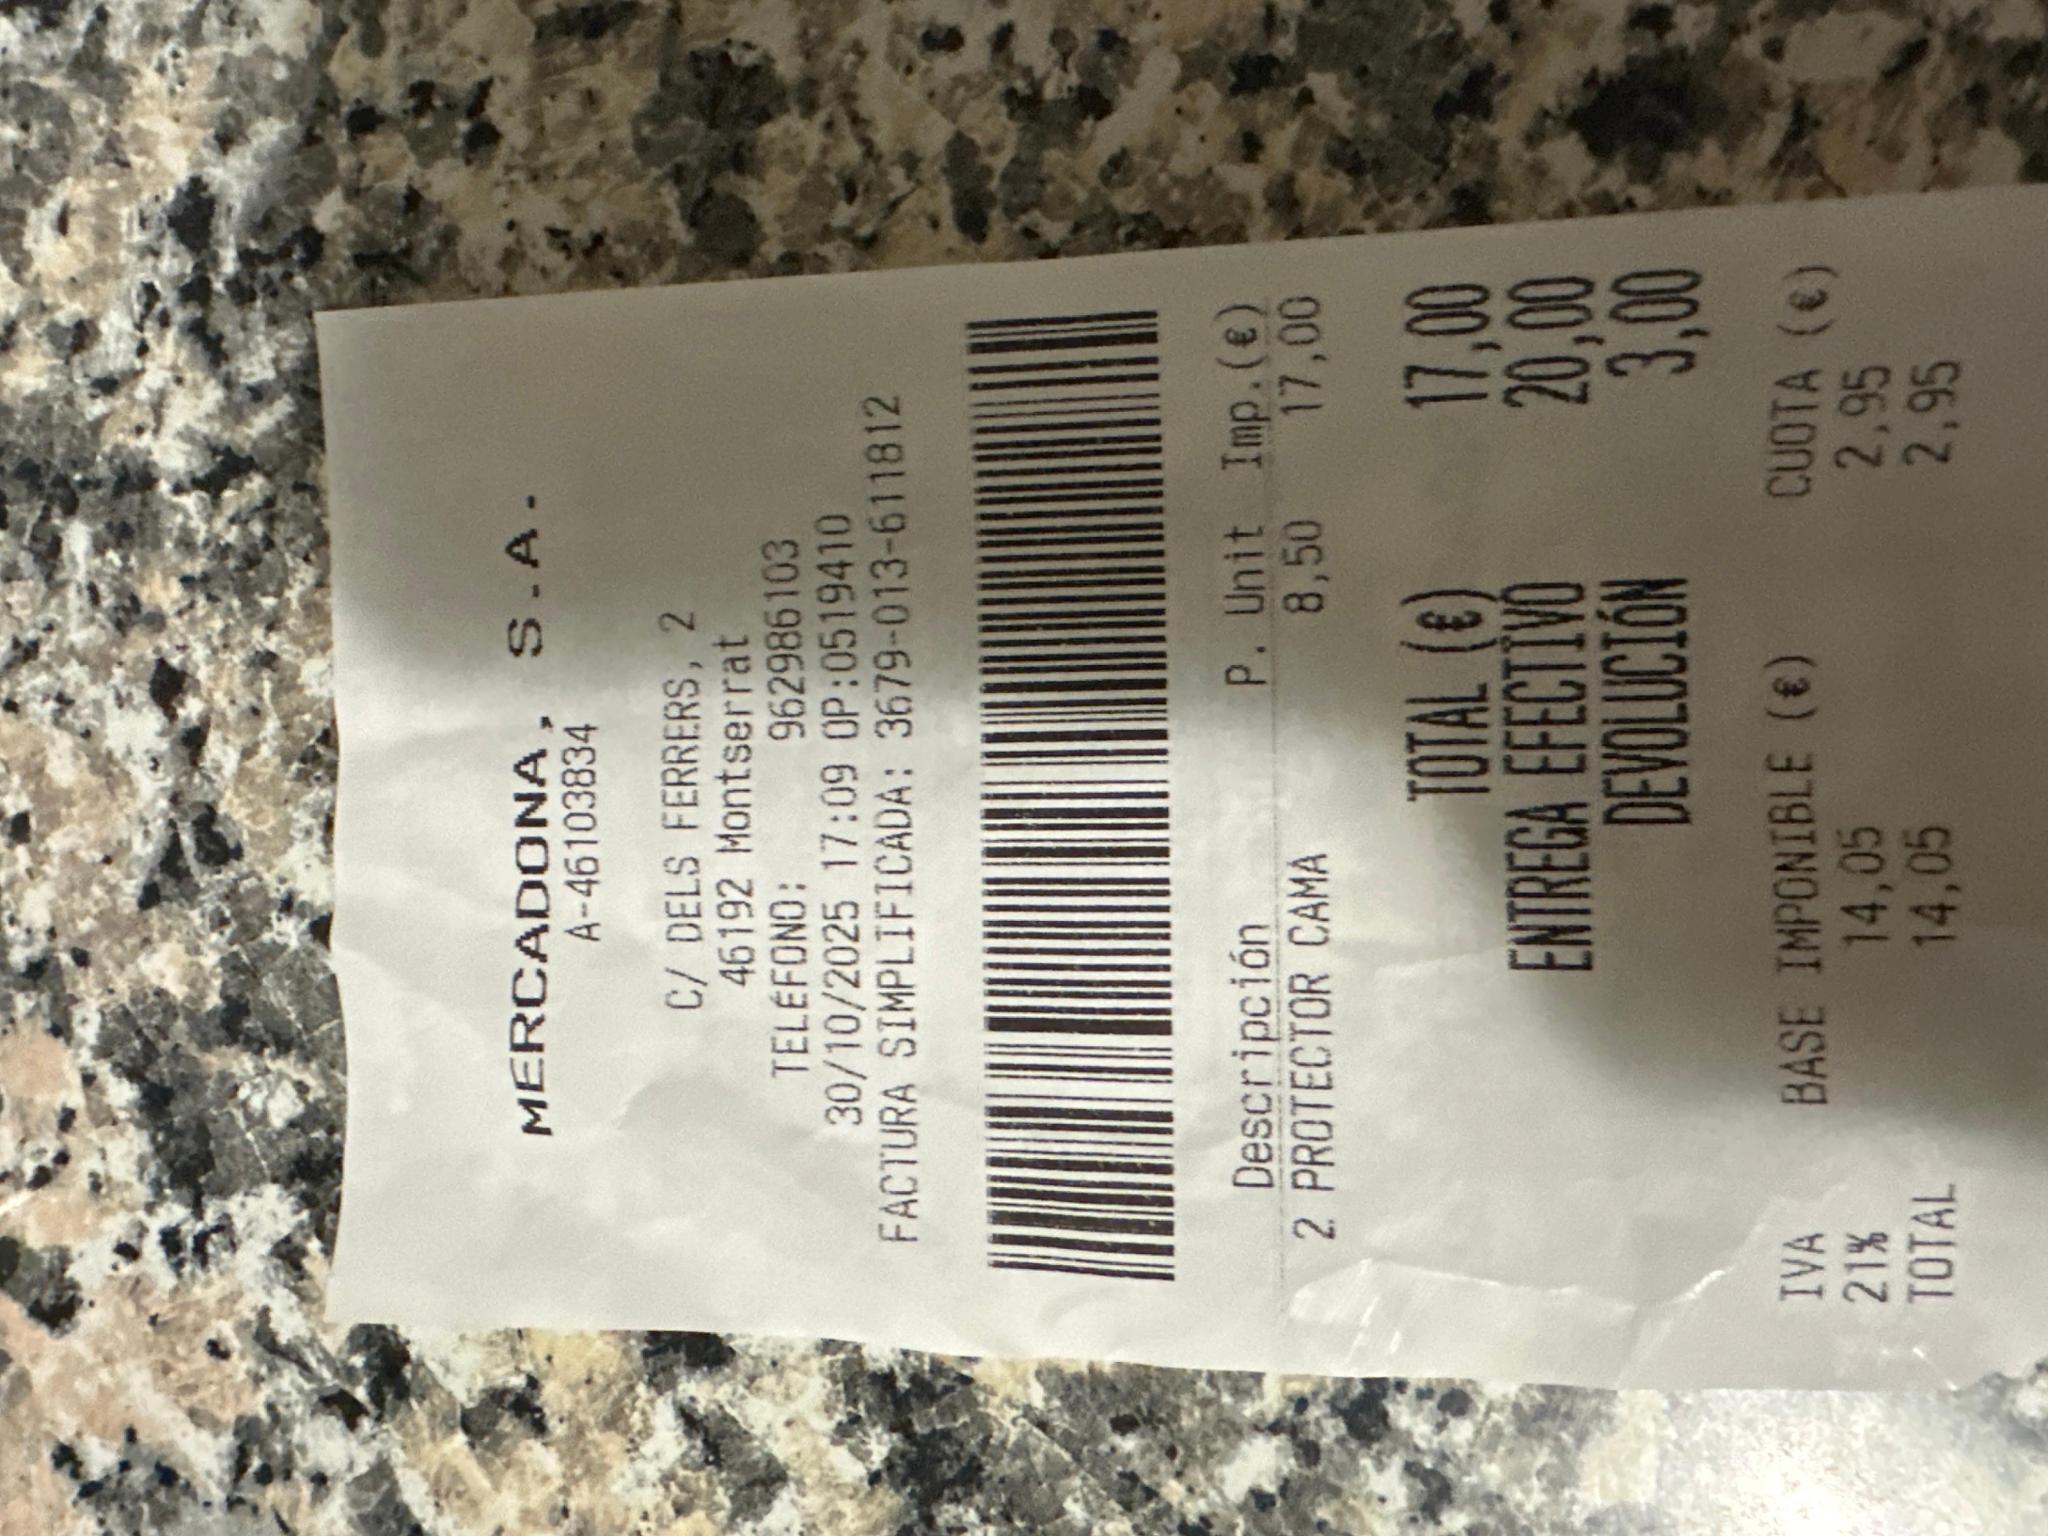 MERCADONA, S.A.
A-46103834
C/ DELS FERRERS, 2
46192 Montserrat
TELÉFONO: 962986103
30/10/2025 17:09 OP:0519410
FACTURA SIMPLIFICADA: 3679-013-611812
Descripción P. Unit Imp.(€)
2 PROTECTOR CAMA 8,50 17,00
TOTAL (€) 17,00
ENTREGA EFECTIVO 20,00
DEVOLUCIÓN 3,00
IVA BASE IMPONIBLE (€) CUOTA (€)
21% 14,05 2,95
TOTAL 14,05 2,95